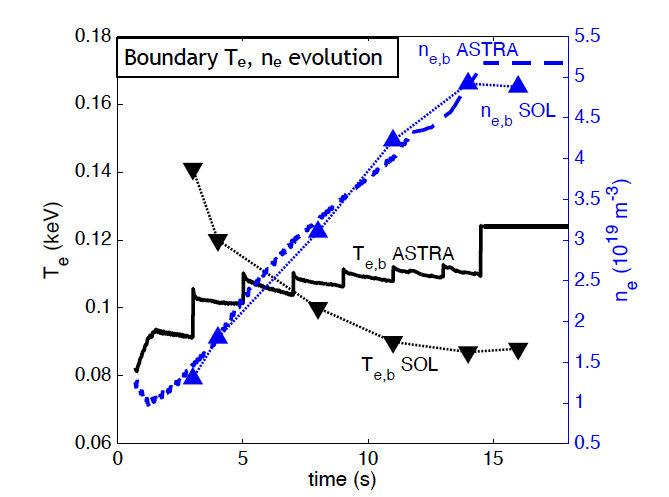 Boundary Te, ne evolution
ne,b ASTRA
ne,b SOL
Te,b ASTRA
Te,b SOL
0.18
0.16
0.14
0.12
0.1
0.08
0.06
Te (keV)
0
5
10
15
time (s)
5.5
5
4.5
4
3.5
3
2.5
2
1.5
1
0.5
ne (10^19 m^-3)